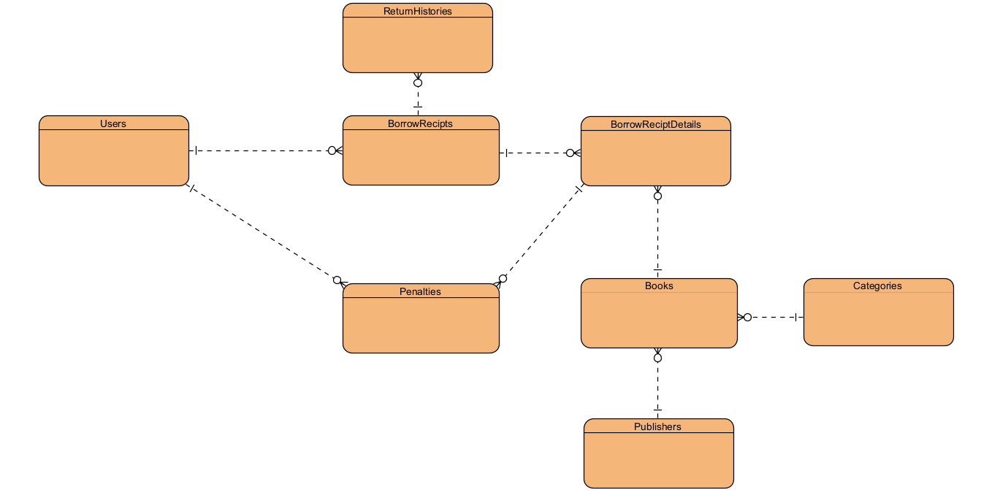 ReturnHistories
Users
BorrowRecipts
BorrowReciptDetails
Penalties
Books
Categories
Publishers